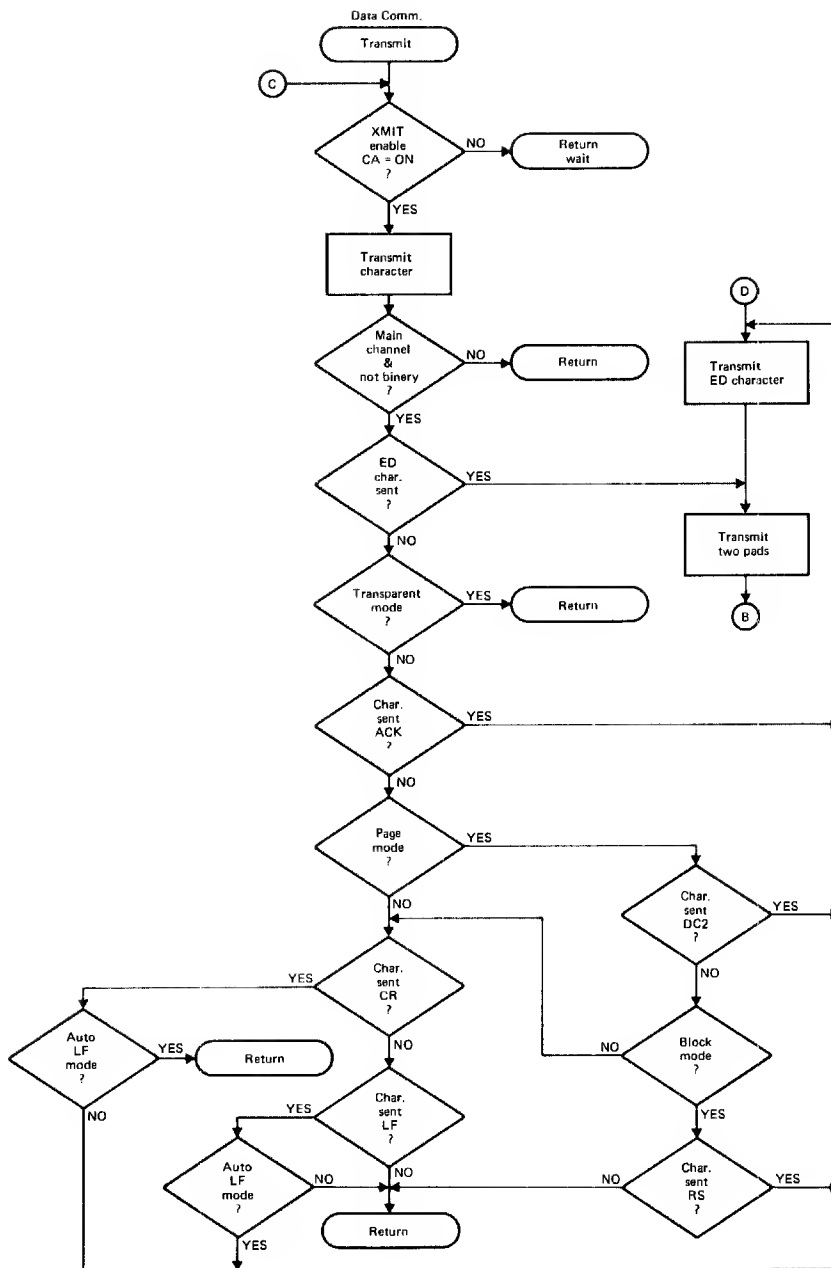 Data Comm.
Transmit
C
XMIT
enable
CA = ON
?
NO
Return
wait
YES
Transmit
character
D
Main
channel
&
not binery
?
NO
Return
Transmit
ED character
YES
ED
char.
sent
?
YES
NO
Transmit
two pads
Transparent
mode
?
YES
Return
B
NO
Char.
sent
ACK
?
YES
NO
Page
mode
?
YES
NO
Char.
sent
DC2
?
YES
NO
Char.
sent
CR
?
YES
NO
Auto
LF
mode
?
YES
Return
NO
Block
mode
?
NO
YES
Char.
sent
LF
?
YES
NO
Auto
LF
mode
?
NO
YES
Return
Char.
sent
RS
?
NO
YES